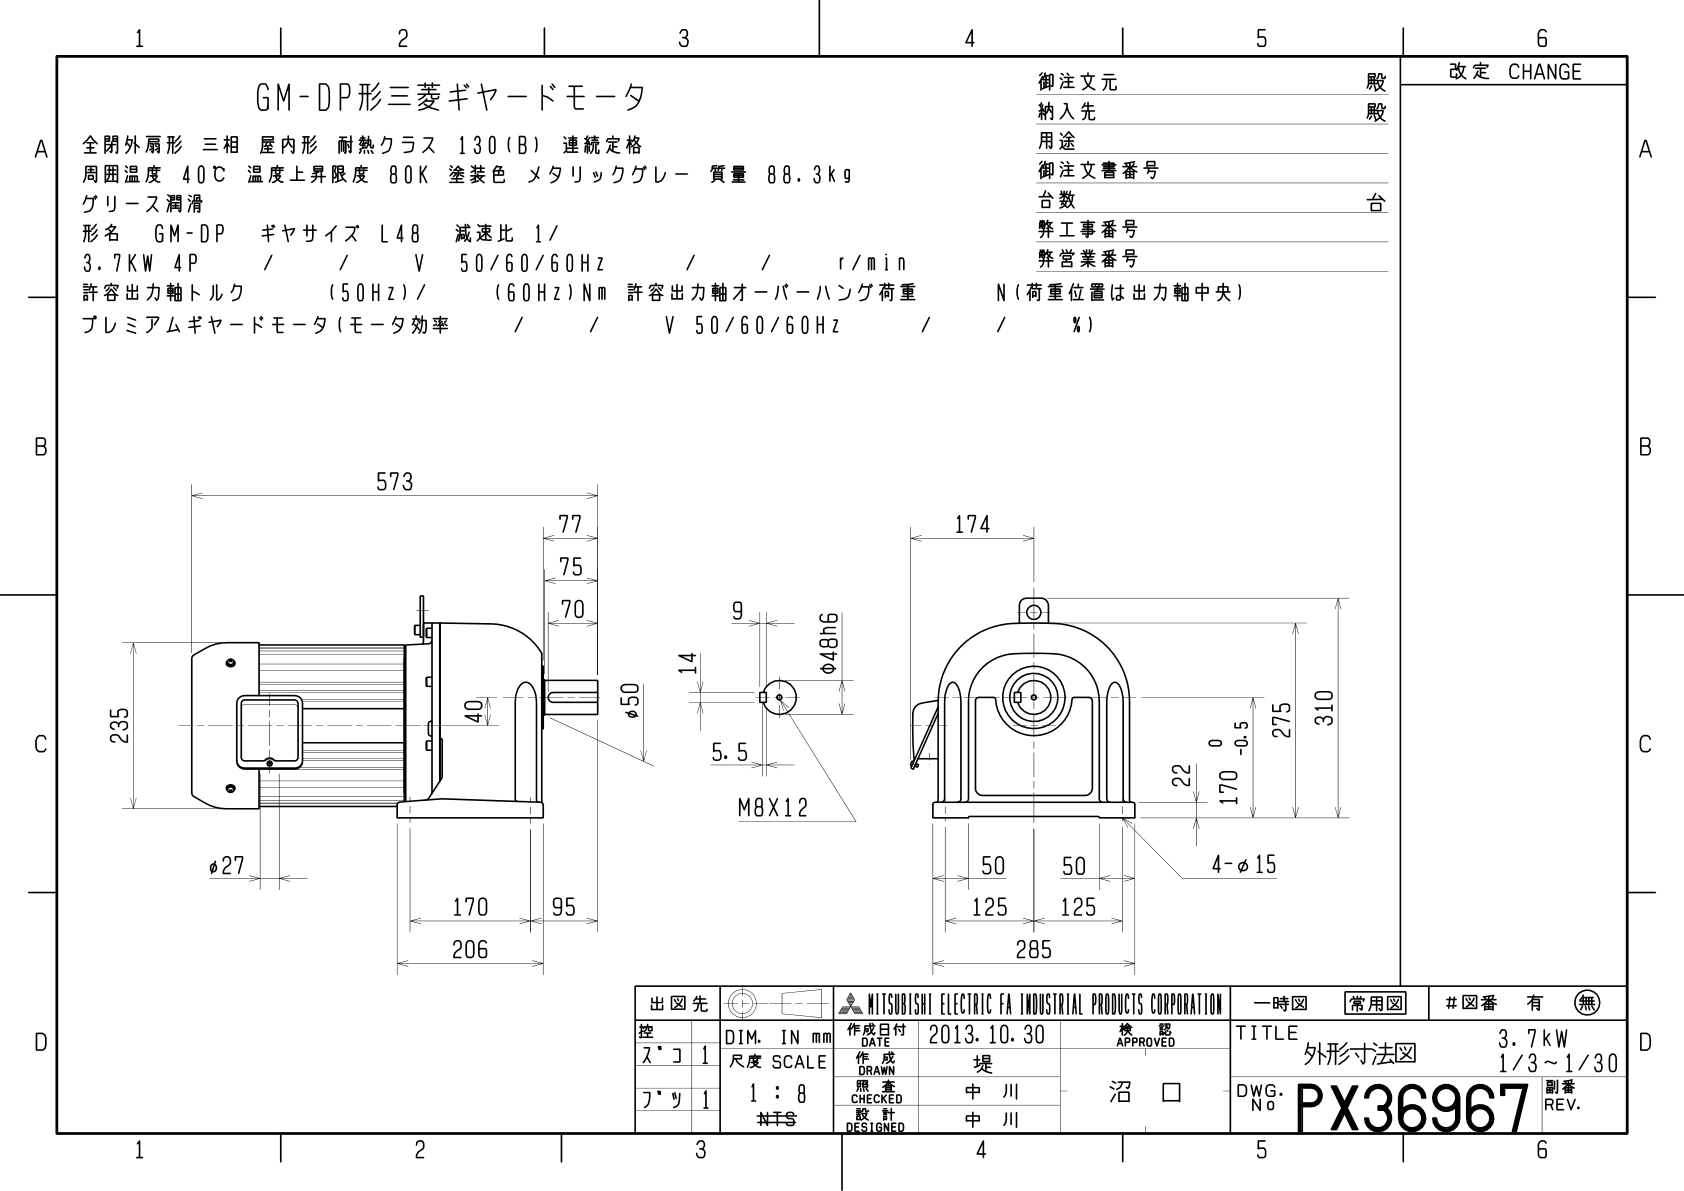 1 2 3 4 5 6
改定 CHANGE
GM-DP形三菱ギヤードモータ
全閉外扇形 三相 屋内形 耐熱クラス 130(B) 連続定格
周囲温度 40℃ 温度上昇限度 80K 塗装色 メタリックグレー 質量 88.3kg
グリース潤滑
形名 GM-DP ギヤサイズ L48 減速比 1/
3.7KW 4P / / V 50/60/60Hz / / r/min
許容出力軸トルク (50Hz)/ (60Hz)Nm 許容出力軸オーバーハング荷重 N(荷重位置は出力軸中央)
プレミアムギヤードモータ(モータ効率 / / V 50/60/60Hz / / %)
御注文元 殿
納入先 殿
用途
御注文書番号
台数 台
弊工事番号
弊営業番号
A A
B B
C C
D D
573
77
75
70
235
40
φ50
φ27
170 95
206
9
14
5.5
Φ48h6
M8X12
174
310
275
0
170 -0.5
22
50 50
4-φ15
125 125
285
出図先
控
ズコ 1
ブツ 1
DIM. IN mm
尺度 SCALE
1 : 8
NTS
MITSUBISHI ELECTRIC FA INDUSTRIAL PRODUCTS CORPORATION
作成日付 DATE 2013.10.30
作成 DRAWN 堤
照査 CHECKED 中川
設計 DESIGNED 中川
検認 APPROVED
沼口
一時図 常用図 #図番 有 無
TITLE 外形寸法図 3.7kW
1/3~1/30
DWG. No PX36967
副番 REV.
1 2 3 4 5 6